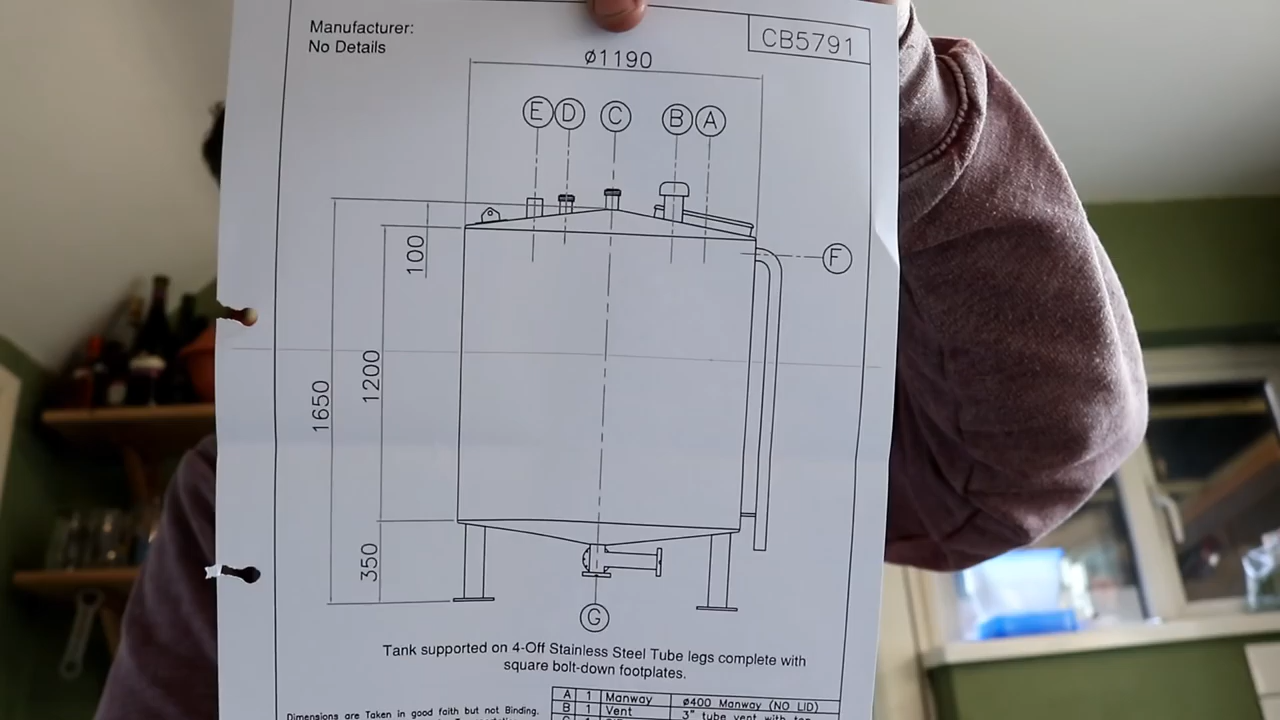 Manufacturer:
No Details
CB5791
ø1190
E D C B A
F
100
1200
1650
350
G
Tank supported on 4-Off Stainless Steel Tube legs complete with
square bolt-down footplates.
A 1 Manway ø400 Manway (NO LID)
B 1 Vent 3" tube vent with
Dimensions are Taken in good faith but not Binding.